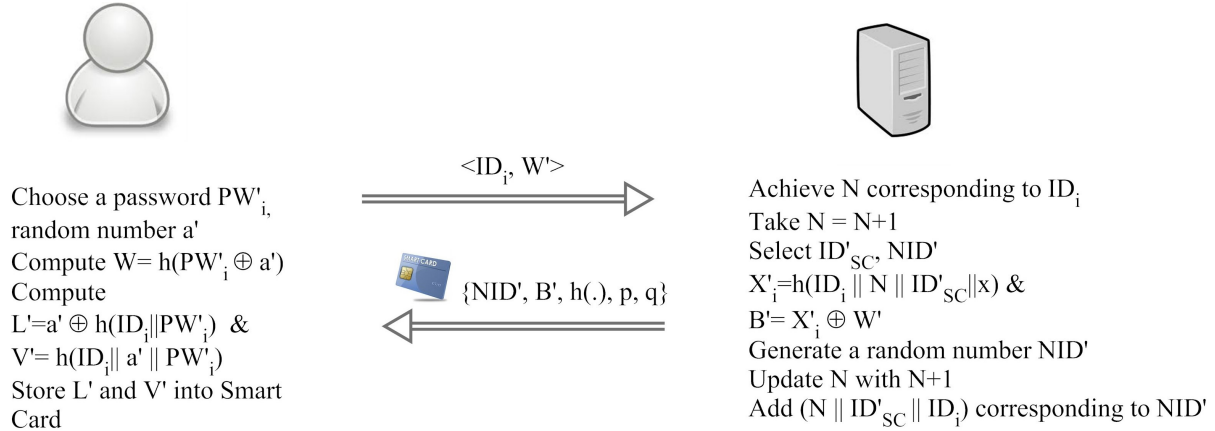 Choose a password PW'i,
random number a'
Compute W= h(PW'i ⊕ a')
Compute
L'=a' ⊕ h(IDi||PW'i) &
V'= h(IDi|| a' || PW'i)
Store L' and V' into Smart
Card
<IDi, W'>
SMARTCARD
{NID', B', h(.), p, q}
Achieve N corresponding to IDi
Take N = N+1
Select ID'SC, NID'
X'i=h(IDi || N || ID'SC||x) &
B'= X'i ⊕ W'
Generate a random number NID'
Update N with N+1
Add (N || ID'SC || IDi) corresponding to NID'